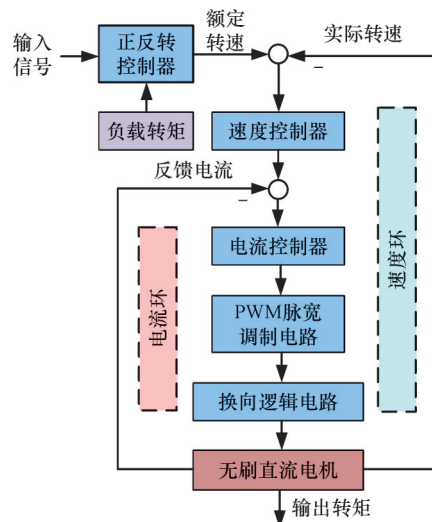 额定
转速
输入
信号
正反转
控制器
实际转速
−
负载转矩
速度控制器
反馈电流
−
电流控制器
电流环
速度环
PWM脉宽
调制电路
换向逻辑电路
无刷直流电机
输出转矩